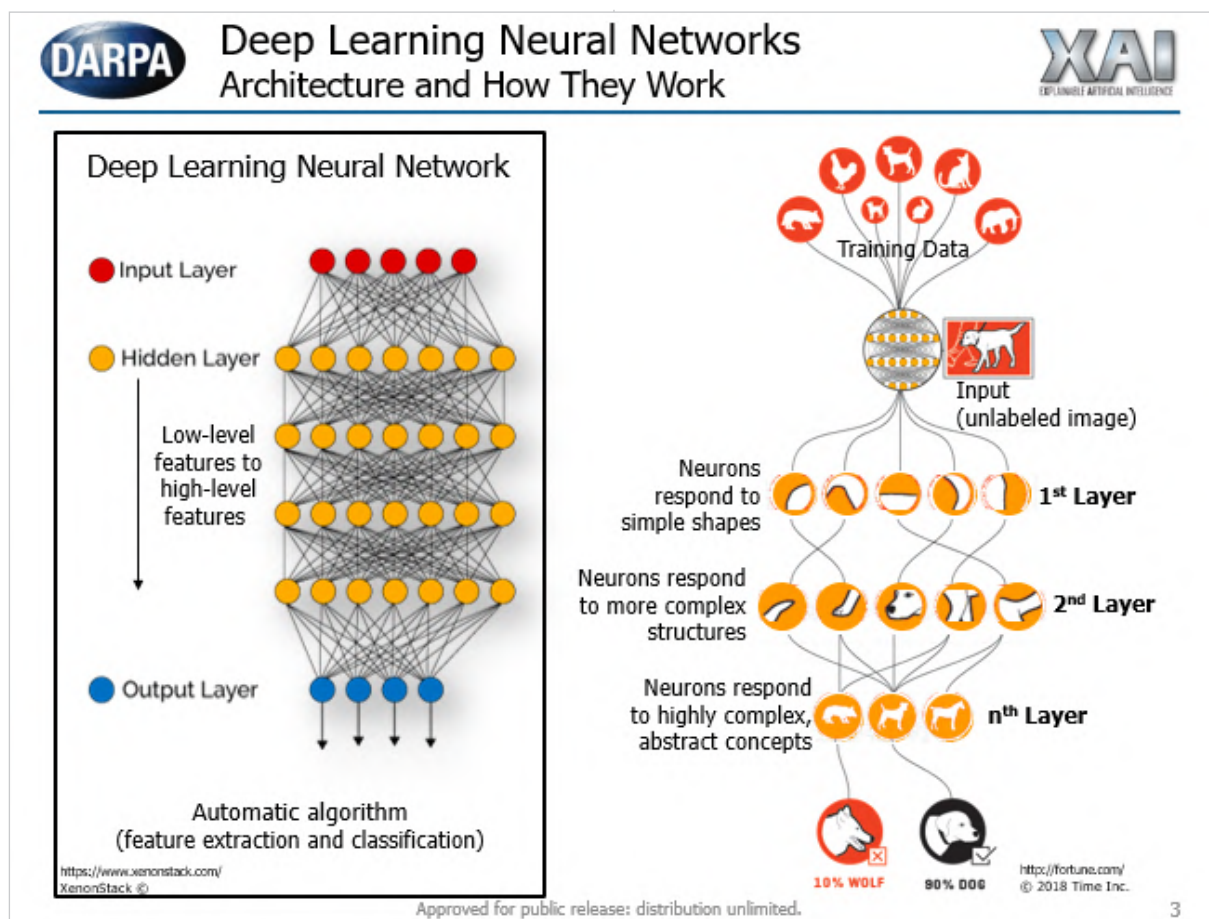 DARPA
Deep Learning Neural Networks
Architecture and How They Work
XAI
EXPLAINABLE ARTIFICIAL INTELLIGENCE
Deep Learning Neural Network
Input Layer
Hidden Layer
Low-level
features to
high-level
features
Output Layer
Automatic algorithm
(feature extraction and classification)
https://www.xenonstack.com/
XenonStack ©
Training Data
Input
(unlabeled image)
Neurons
respond to
simple shapes
1st Layer
Neurons respond
to more complex
structures
2nd Layer
Neurons respond
to highly complex,
abstract concepts
nth Layer
10% WOLF
90% DOG
http://fortune.com/
© 2018 Time Inc.
Approved for public release: distribution unlimited.
3